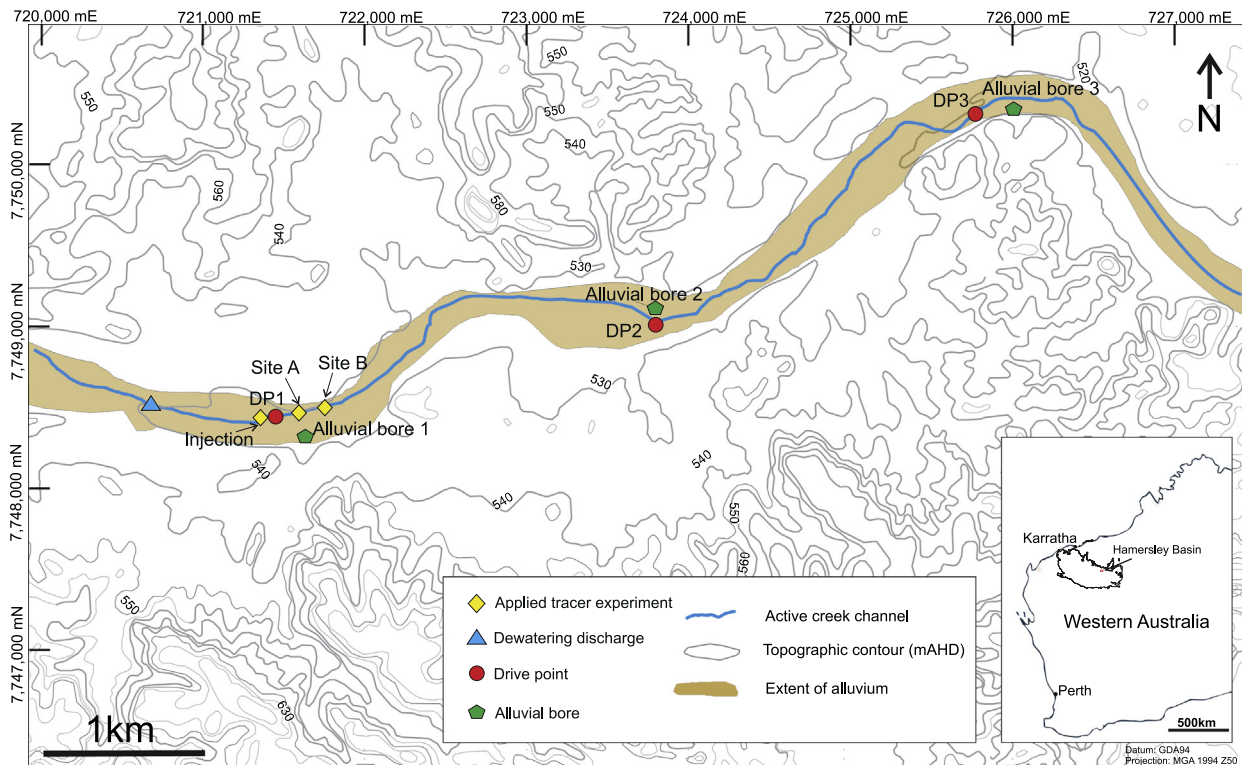 720,000 mE
721,000 mE
722,000 mE
723,000 mE
724,000 mE
725,000 mE
726,000 mE
727,000 mE
7,750,000 mN
7,749,000 mN
7,748,000 mN
7,747,000 mN
550
550
520
550
540
560
580
540
530
N
DP3
Alluvial bore 3
Alluvial bore 2
DP2
Site A
Site B
DP1
Injection
Alluvial bore 1
530
540
540
540
550
560
550
630
1km
Applied tracer experiment
Dewatering discharge
Drive point
Alluvial bore
Active creek channel
Topographic contour (mAHD)
Extent of alluvium
Karratha
Hamersley Basin
Western Australia
Perth
500km
Datum: GDA94
Projection: MGA 1994 Z50